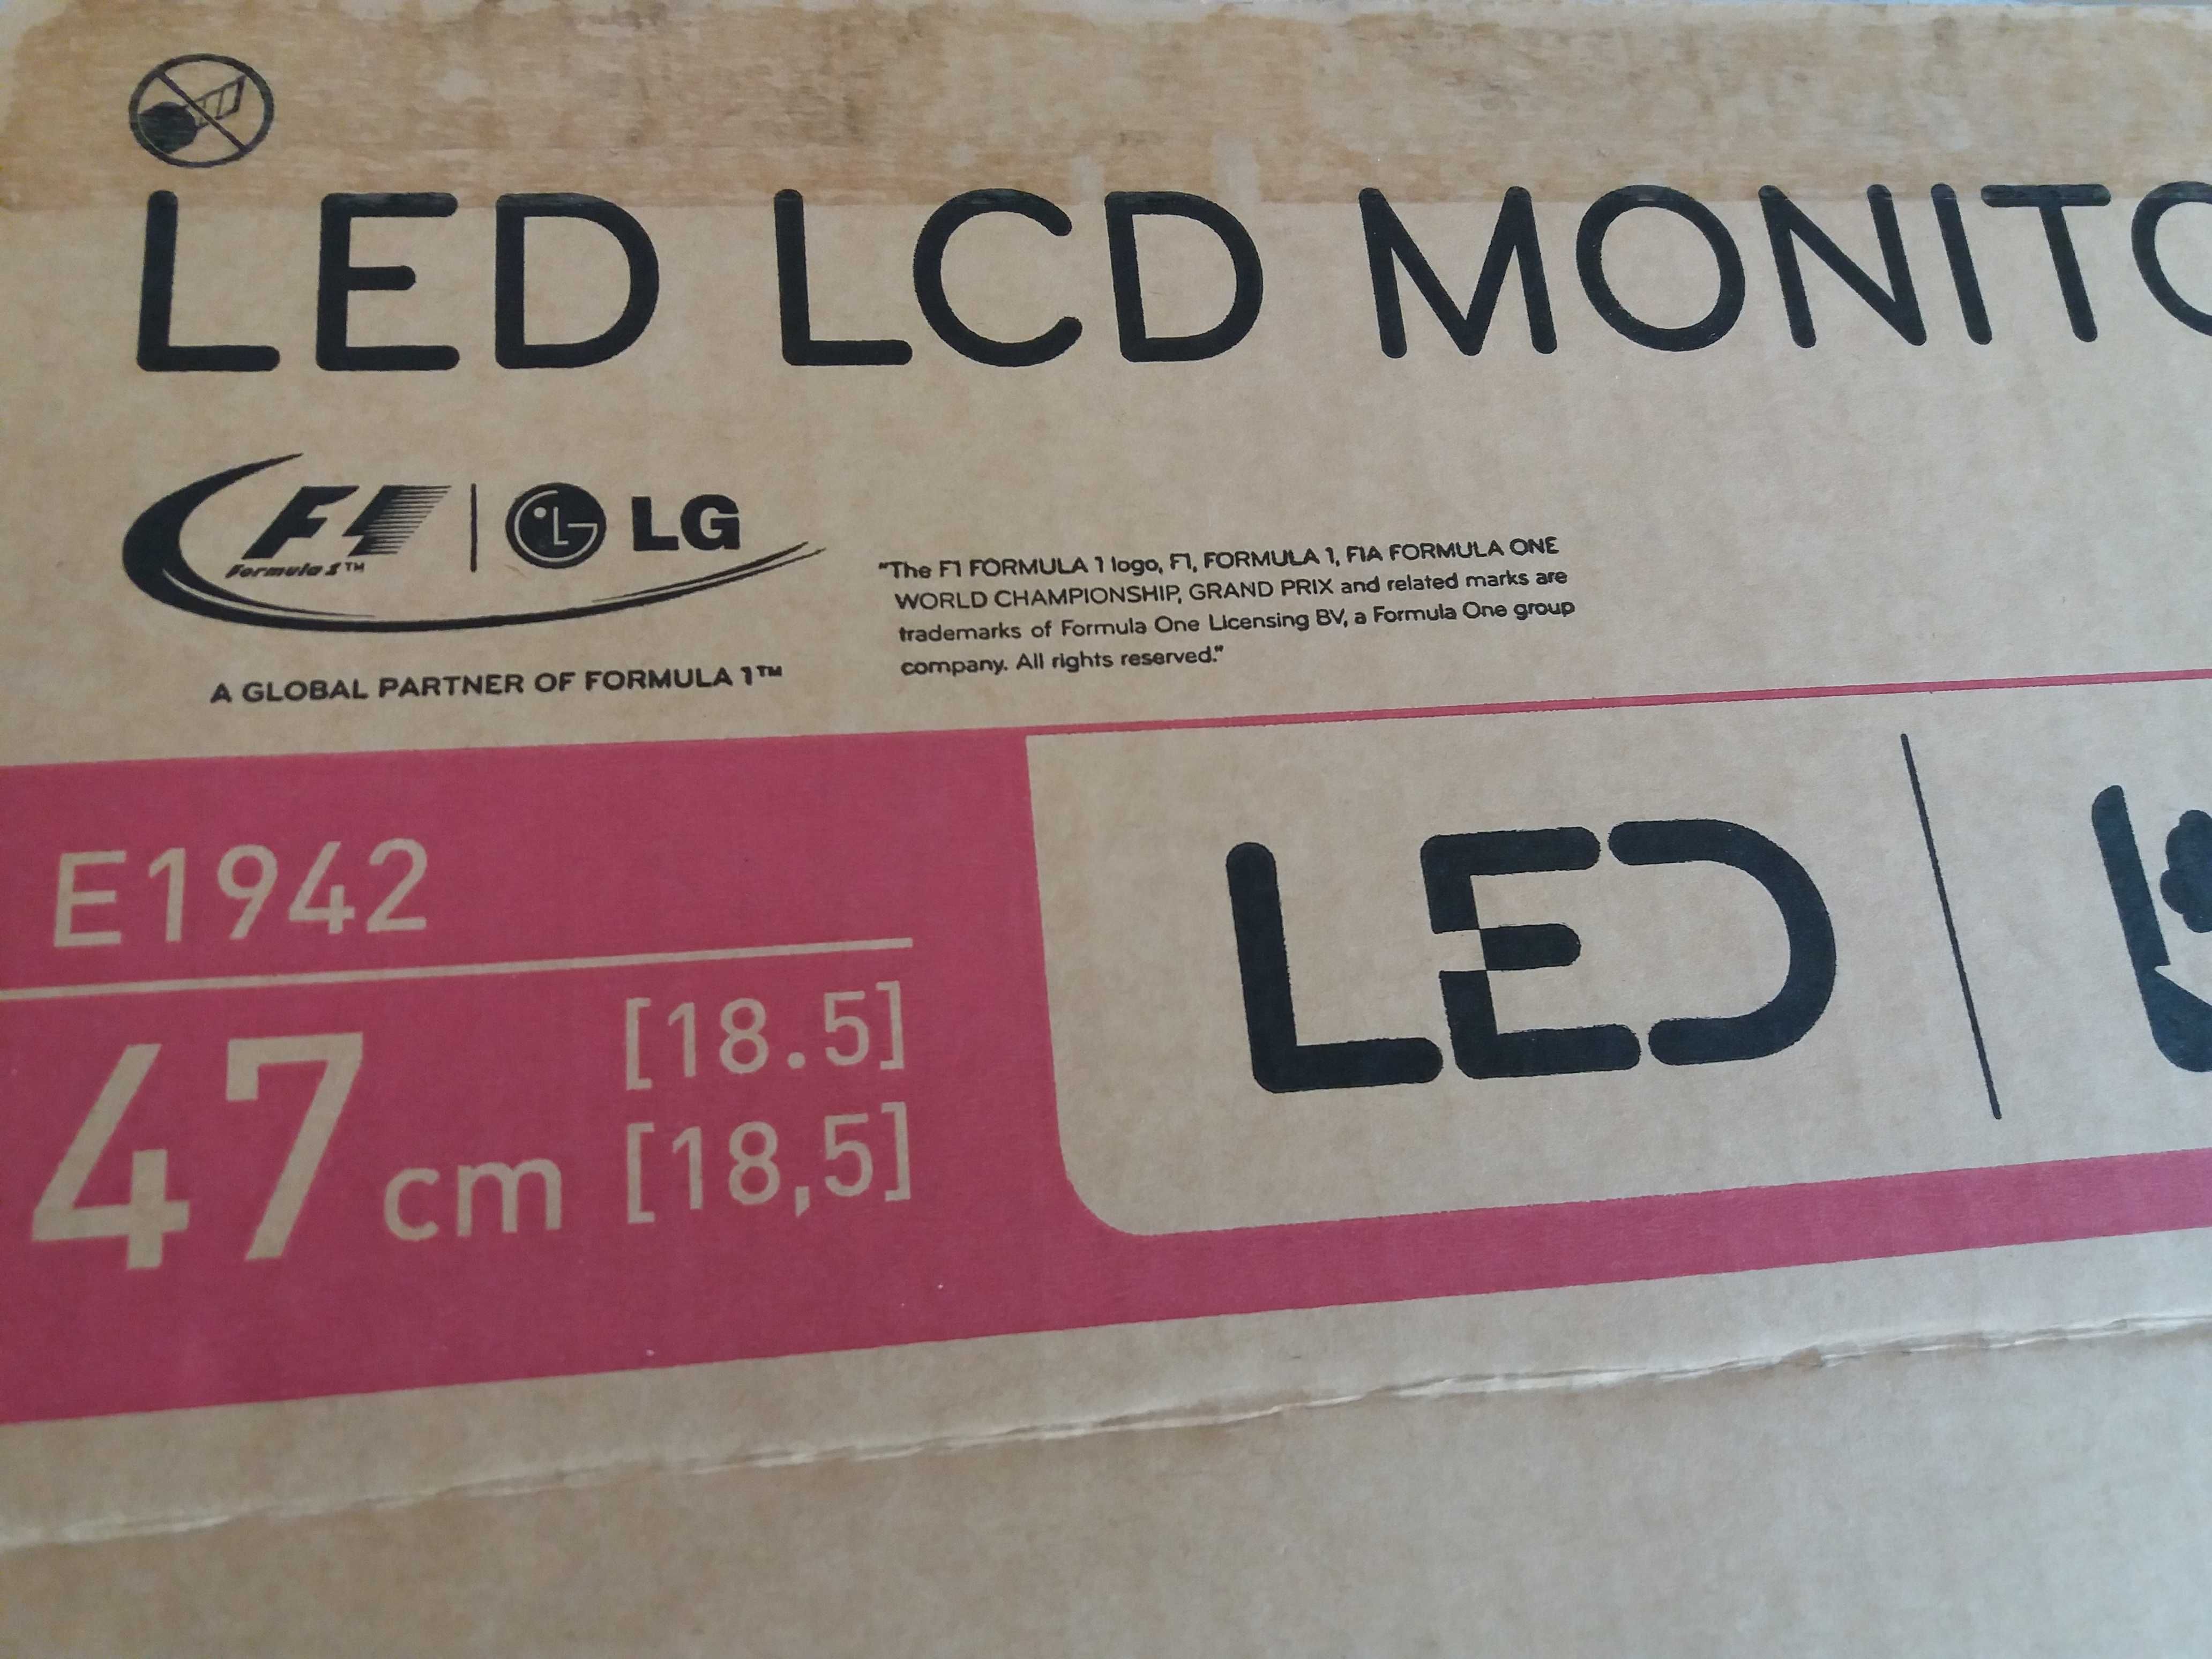 LED LCD MONITO
F1 | LG LG
Formula 1™
A GLOBAL PARTNER OF FORMULA 1™
"The F1 FORMULA 1 logo, F1, FORMULA 1, FIA FORMULA ONE
WORLD CHAMPIONSHIP, GRAND PRIX and related marks are
trademarks of Formula One Licensing BV, a Formula One group
company. All rights reserved."
E1942
47 cm [18.5]
[18,5]
LED